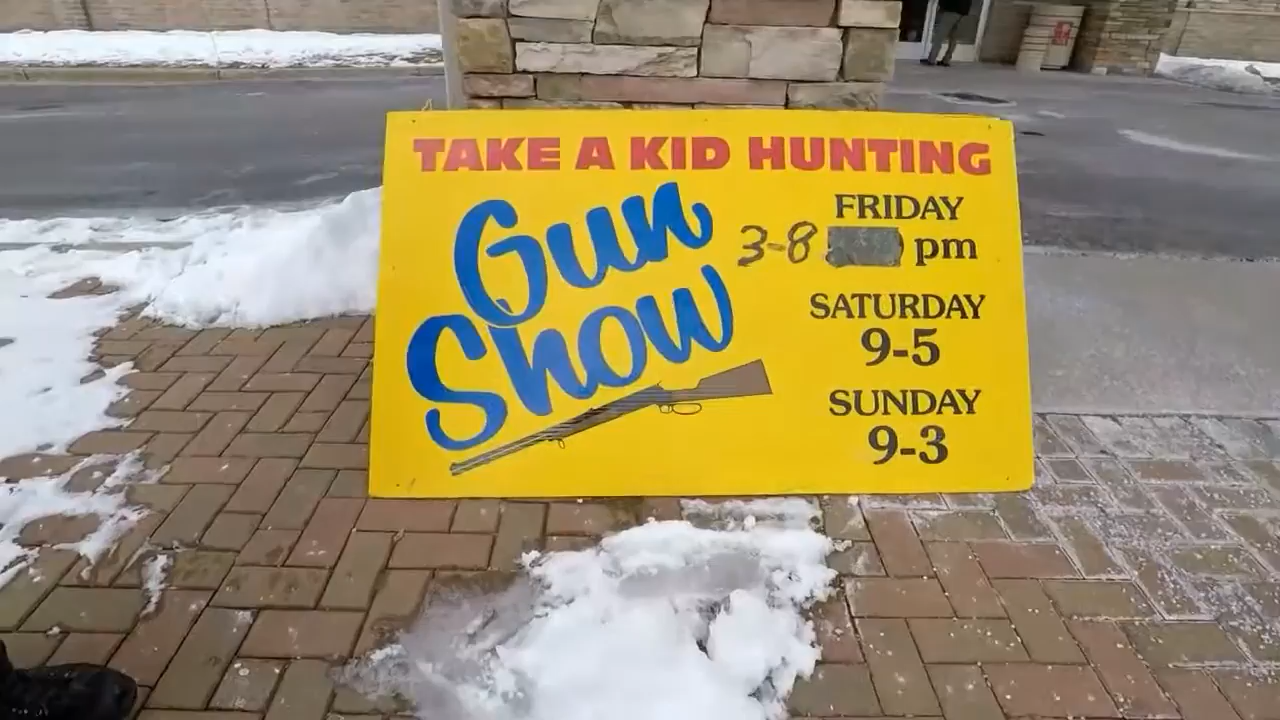 TAKE A KID HUNTING
Gun
Show
FRIDAY
3-8 pm
SATURDAY
9-5
SUNDAY
9-3